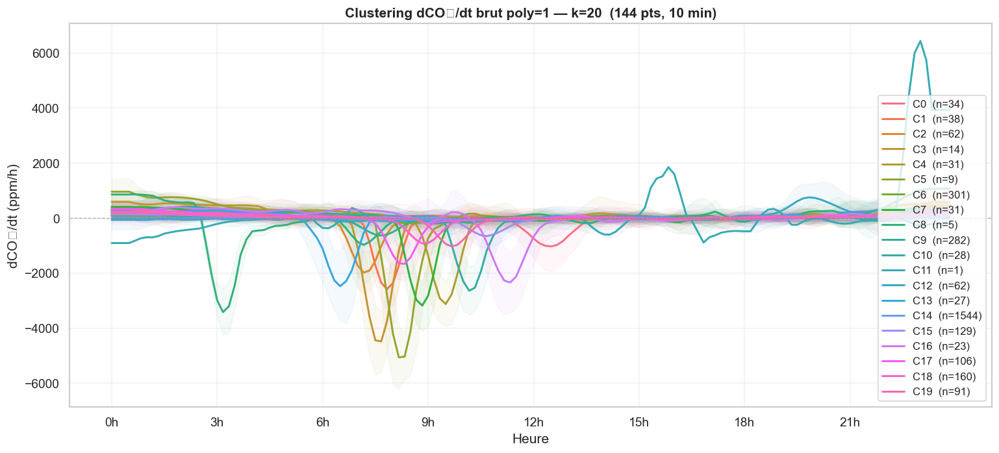 Clustering dCO□/dt brut poly=1 — k=20  (144 pts, 10 min)
dCO□/dt (ppm/h)
6000
4000
2000
0
−2000
−4000
−6000
0h
3h
6h
9h
12h
15h
18h
21h
Heure
C0  (n=34)
C1  (n=38)
C2  (n=62)
C3  (n=14)
C4  (n=31)
C5  (n=9)
C6  (n=301)
C7  (n=31)
C8  (n=5)
C9  (n=282)
C10  (n=28)
C11  (n=1)
C12  (n=62)
C13  (n=27)
C14  (n=1544)
C15  (n=129)
C16  (n=23)
C17  (n=106)
C18  (n=160)
C19  (n=91)